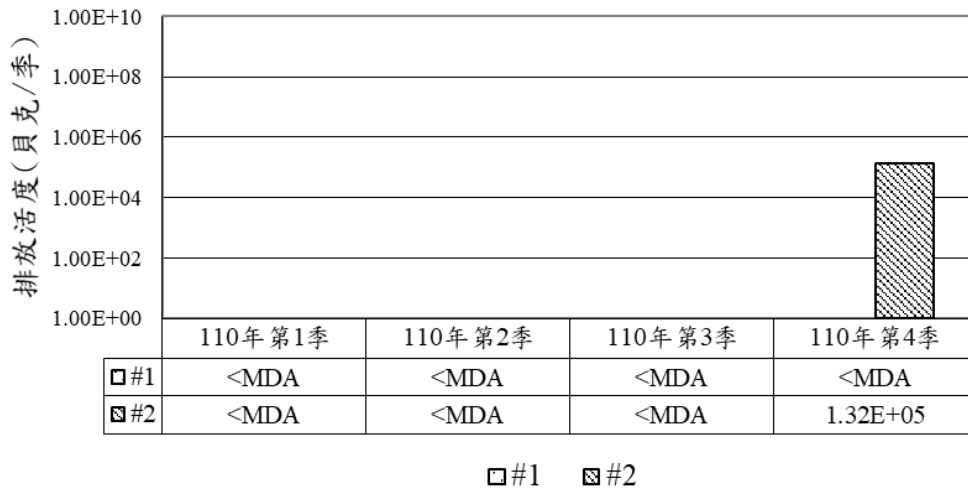 排放活度(貝克/季)
1.00E+10
1.00E+08
1.00E+06
1.00E+04
1.00E+02
1.00E+00
110年第1季 110年第2季 110年第3季 110年第4季
#1 <MDA <MDA <MDA <MDA
#2 <MDA <MDA <MDA 1.32E+05
#1 #2